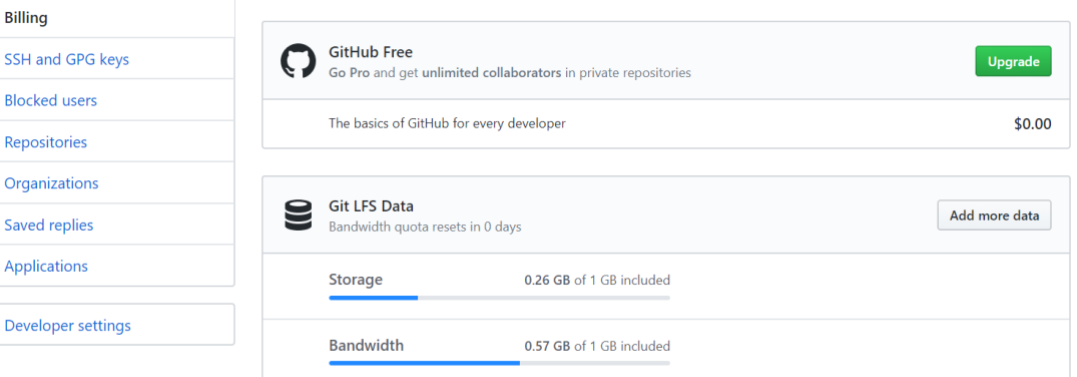 Billing
SSH and GPG keys
Blocked users
Repositories
Organizations
Saved replies
Applications
Developer settings
GitHub Free
Go Pro and get unlimited collaborators in private repositories
Upgrade
The basics of GitHub for every developer
$0.00
Git LFS Data
Bandwidth quota resets in 0 days
Add more data
Storage
0.26 GB of 1 GB included
Bandwidth
0.57 GB of 1 GB included